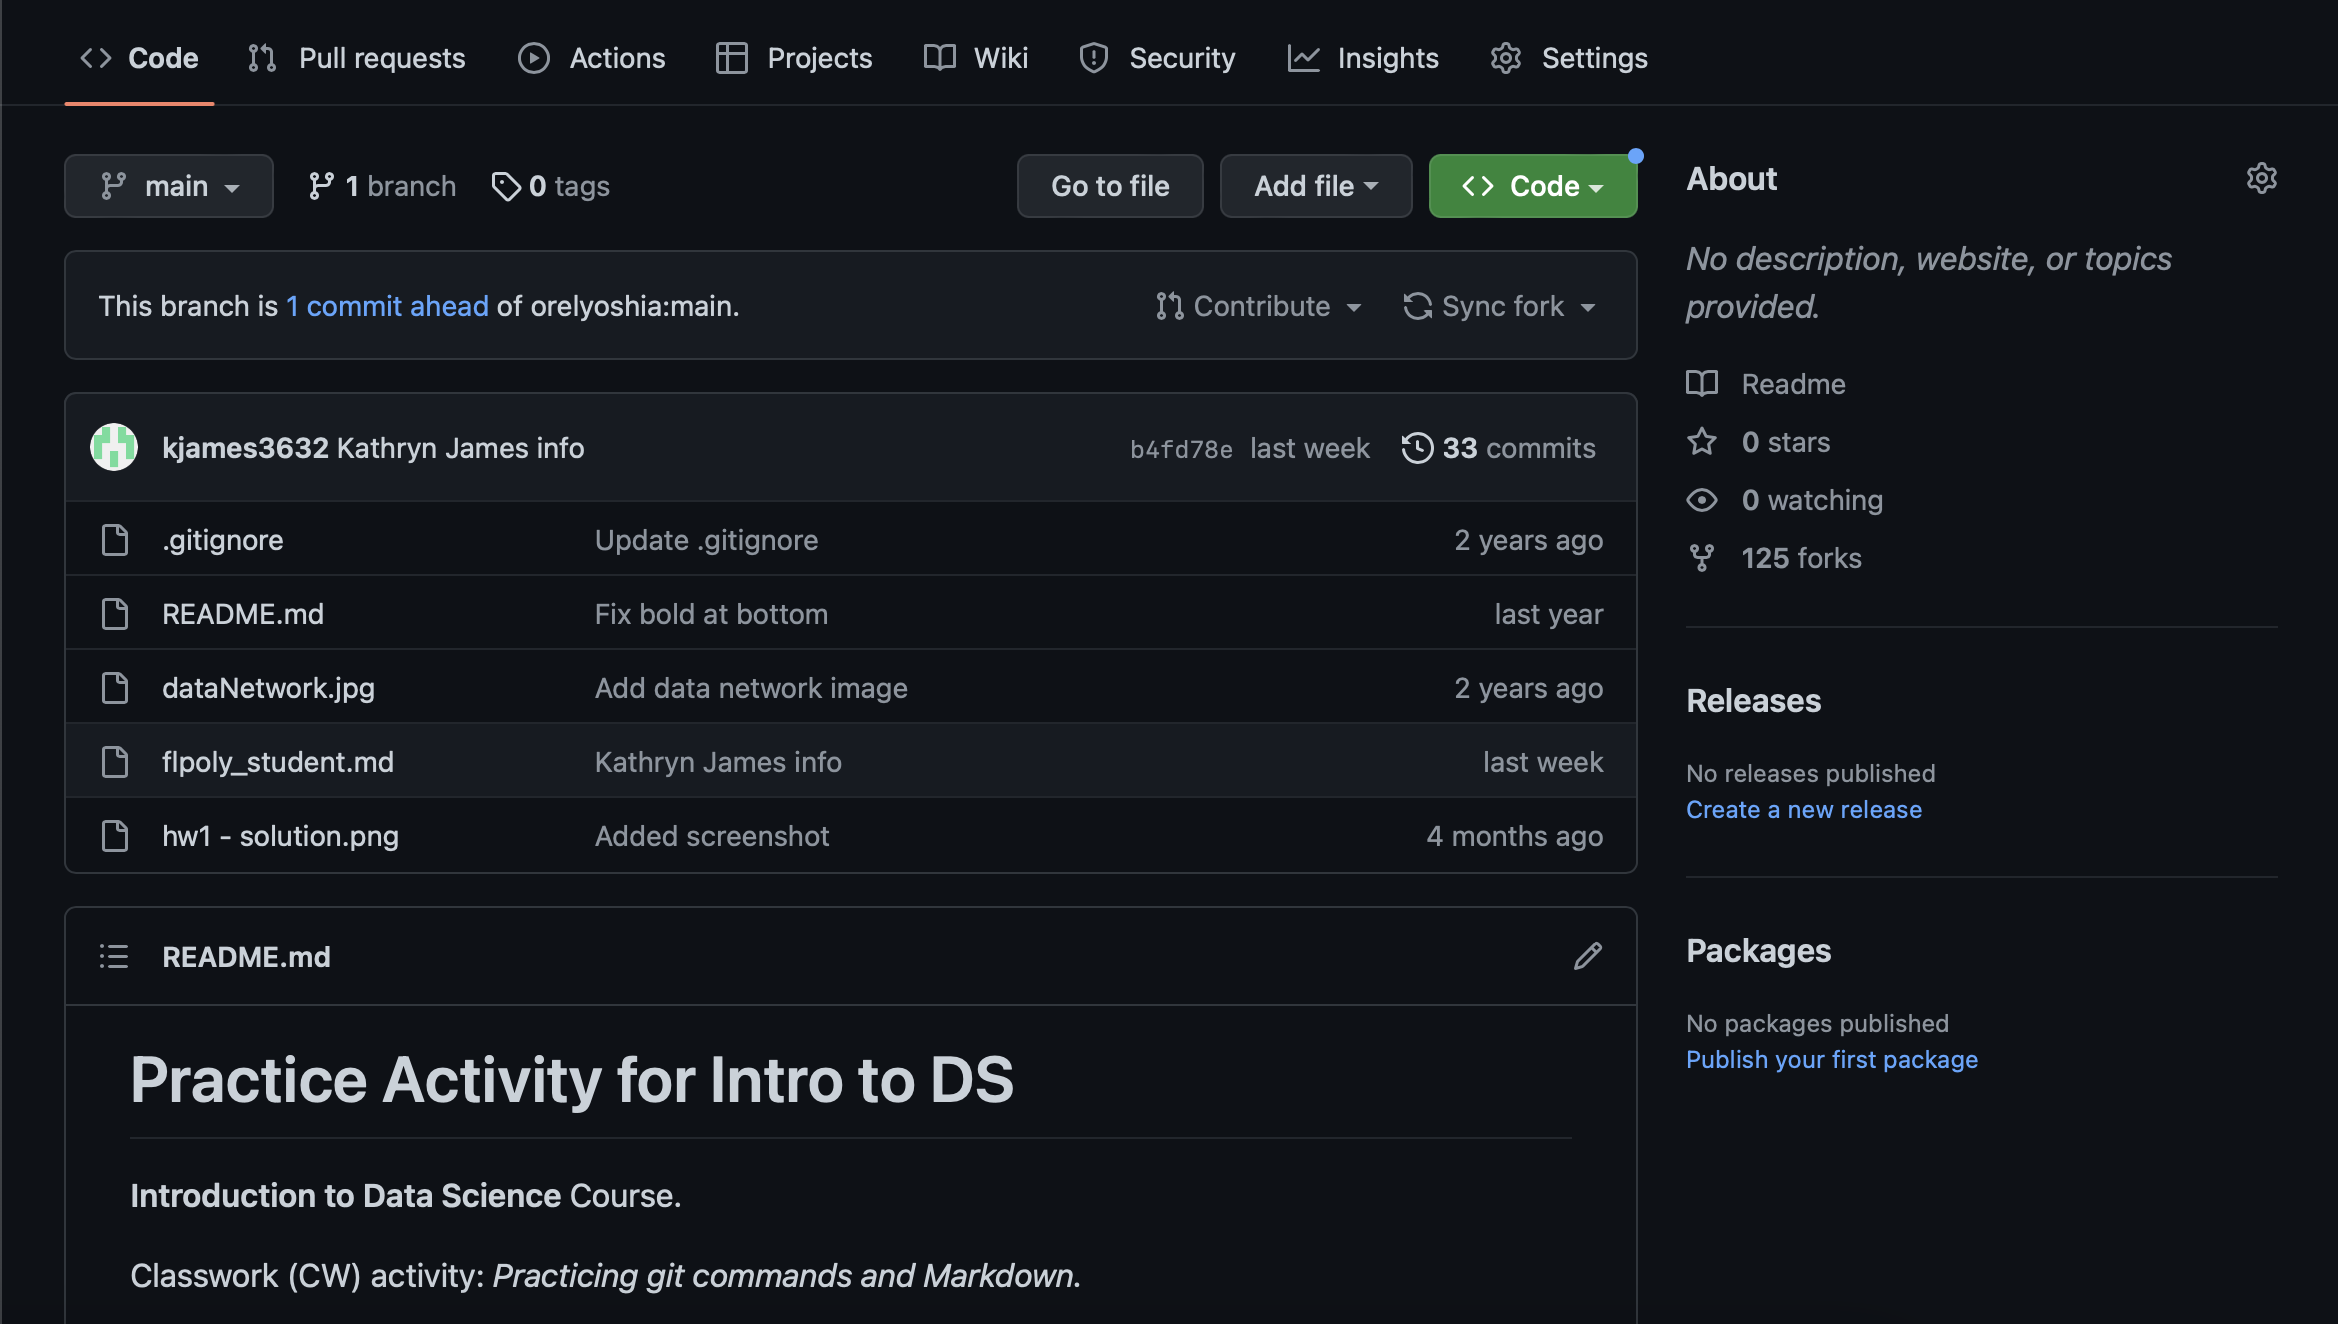 Code Pull requests Actions Projects Wiki Security Insights Settings
main 1 branch 0 tags Go to file Add file Code
This branch is 1 commit ahead of orelyoshia:main. Contribute Sync fork
kjames3632 Kathryn James info b4fd78e last week 33 commits
.gitignore Update .gitignore 2 years ago
README.md Fix bold at bottom last year
dataNetwork.jpg Add data network image 2 years ago
flpoly_student.md Kathryn James info last week
hw1 - solution.png Added screenshot 4 months ago
README.md
Practice Activity for Intro to DS
Introduction to Data Science Course.
Classwork (CW) activity: Practicing git commands and Markdown.
About
No description, website, or topics
provided.
Readme
0 stars
0 watching
125 forks
Releases
No releases published
Create a new release
Packages
No packages published
Publish your first package